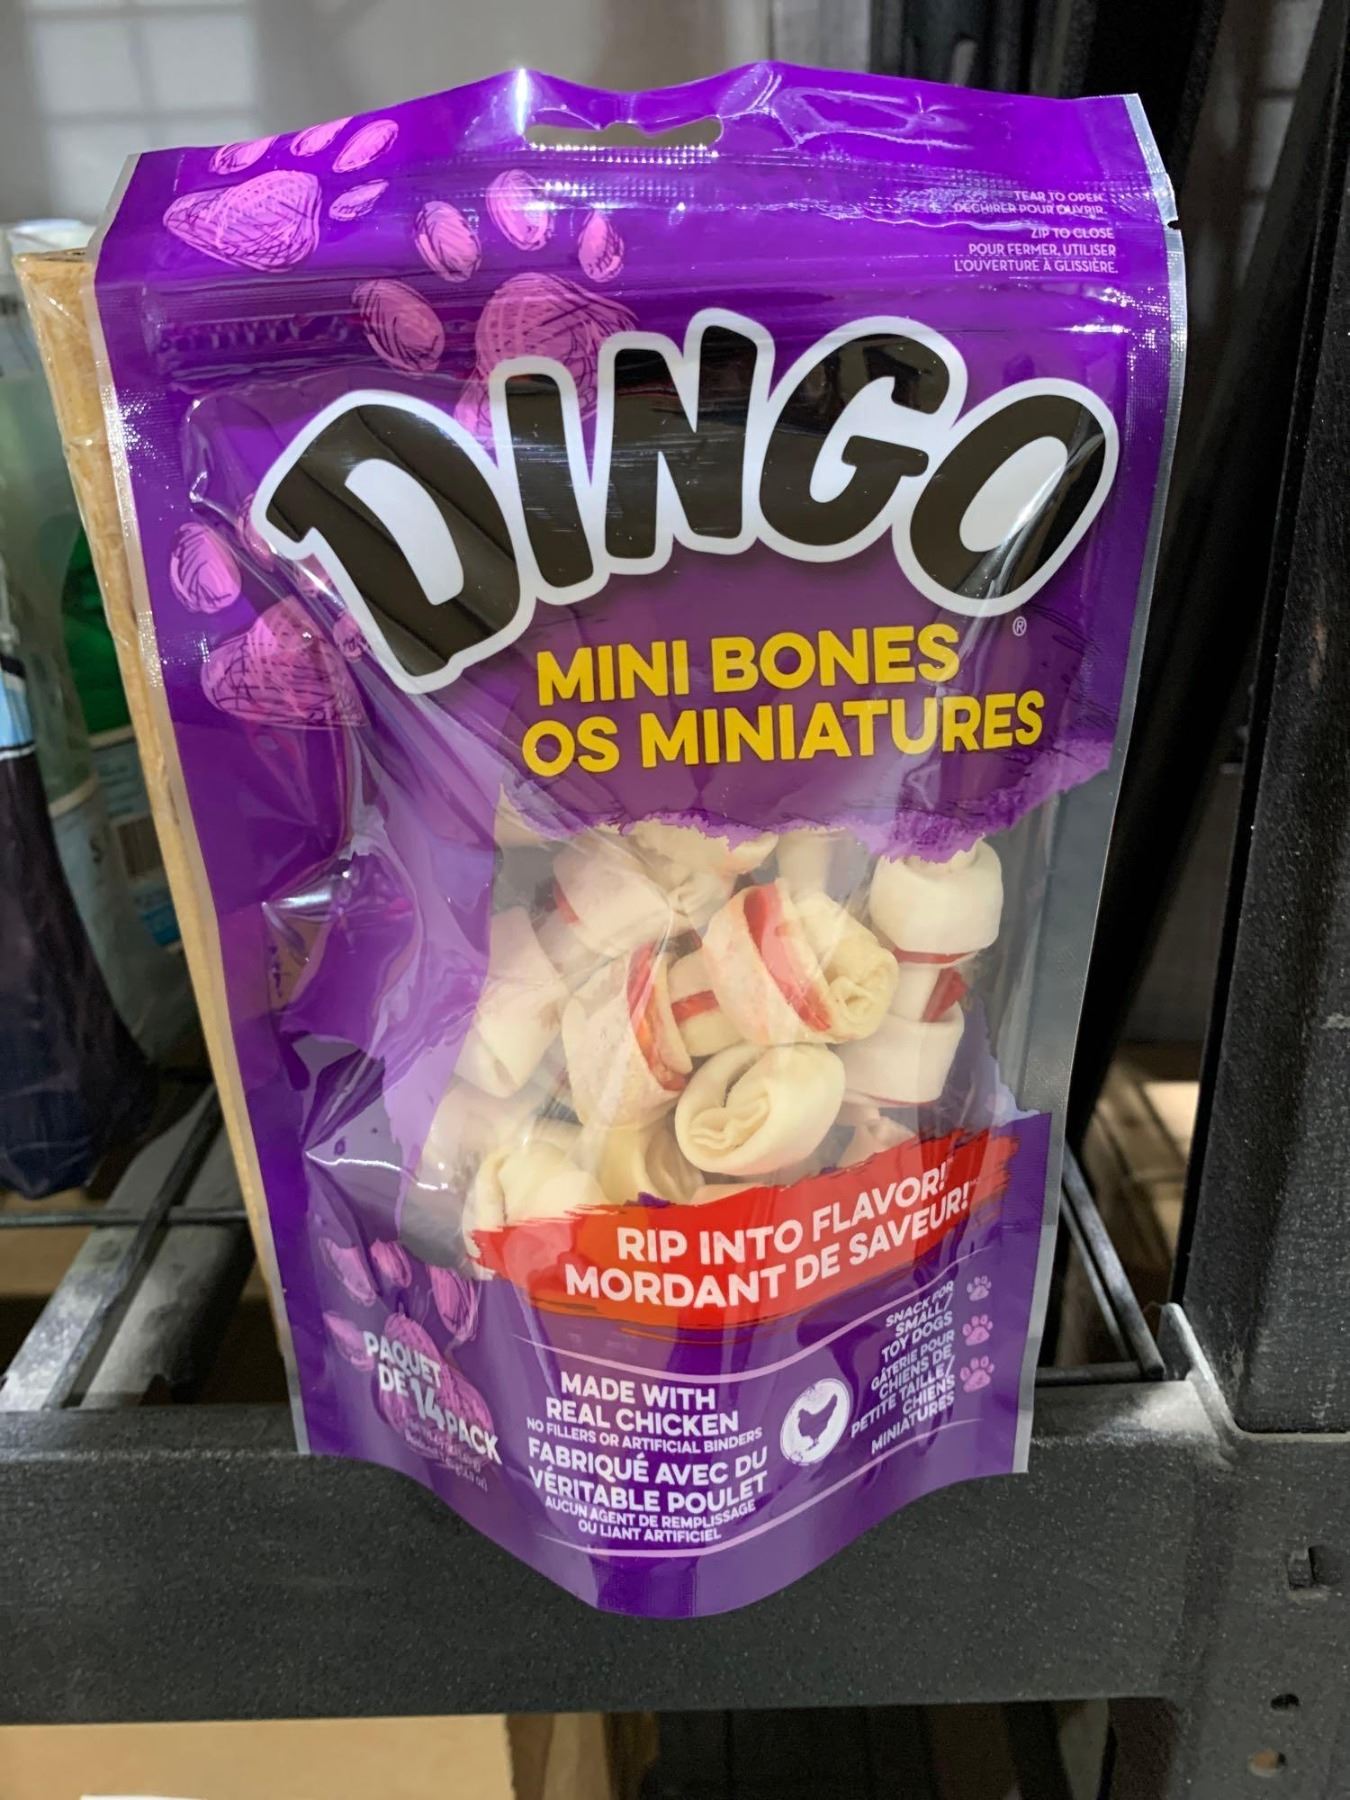 TEAR TO OPEN.
DÉCHIRER POUR OUVRIR.
ZIP TO CLOSE
POUR FERMER, UTILISER
L'OUVERTURE À GLISSIÈRE.
DINGO®
MINI BONES
OS MINIATURES
RIP INTO FLAVOR!™
MORDANT DE SAVEUR!™
PAQUET
DE 14 PACK
MADE WITH
REAL CHICKEN
NO FILLERS OR ARTIFICIAL BINDERS
FABRIQUÉ AVEC DU
VÉRITABLE POULET
AUCUN AGENT DE REMPLISSAGE
OU LIANT ARTIFICIEL
SNACK FOR
SMALL/
TOY DOGS
GÂTERIE POUR
CHIENS DE
PETITE TAILLE/
CHIENS
MINIATURES